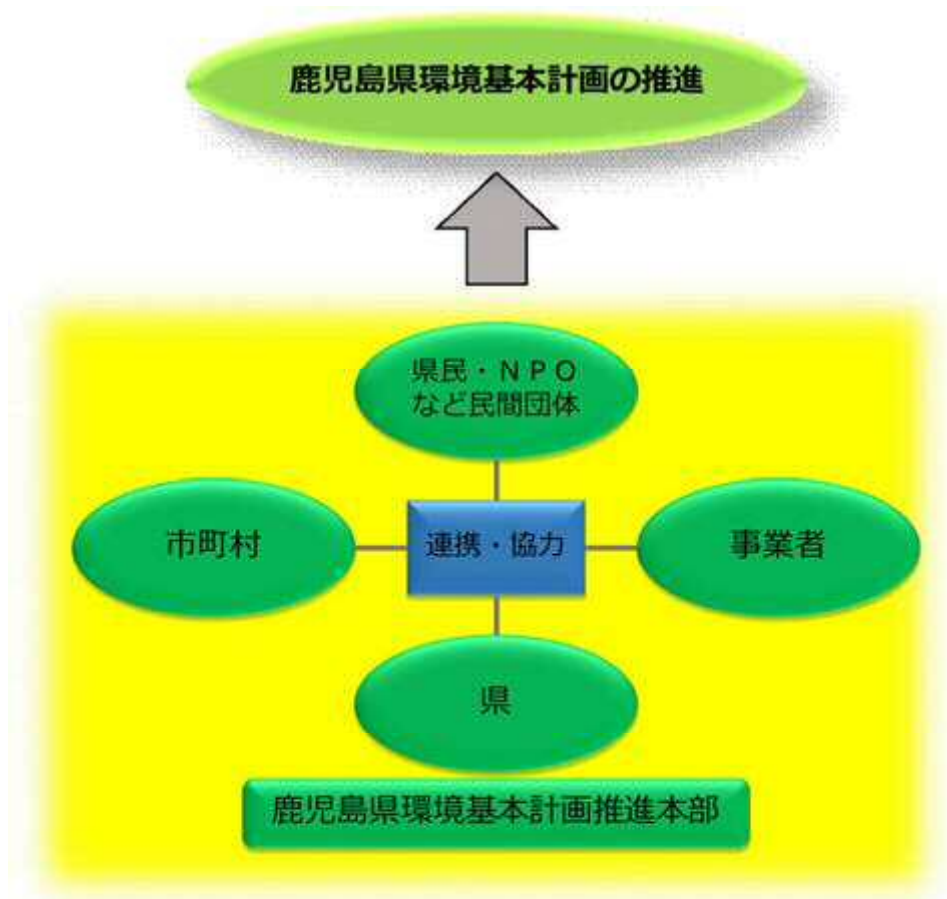 鹿児島県環境基本計画の推進
県民・ＮＰＯ
など民間団体
市町村
連携・協力
事業者
県
鹿児島県環境基本計画推進本部